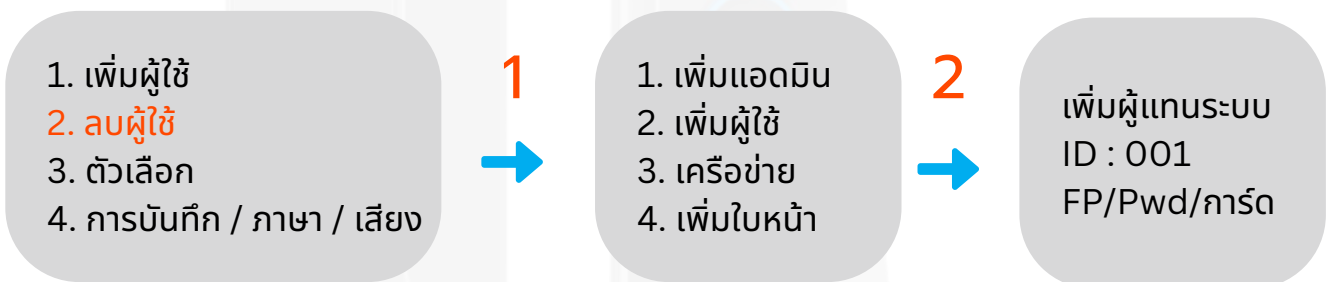 1. เพิ่มผู้ใช้
2. ลบผู้ใช้
3. ตัวเลือก
4. การบันทึก / ภาษา / เสียง
1
1. เพิ่มแอดมิน
2. เพิ่มผู้ใช้
3. เครือข่าย
4. เพิ่มใบหน้า
2
เพิ่มผู้แทนระบบ
ID : 001
FP/Pwd/การ์ด